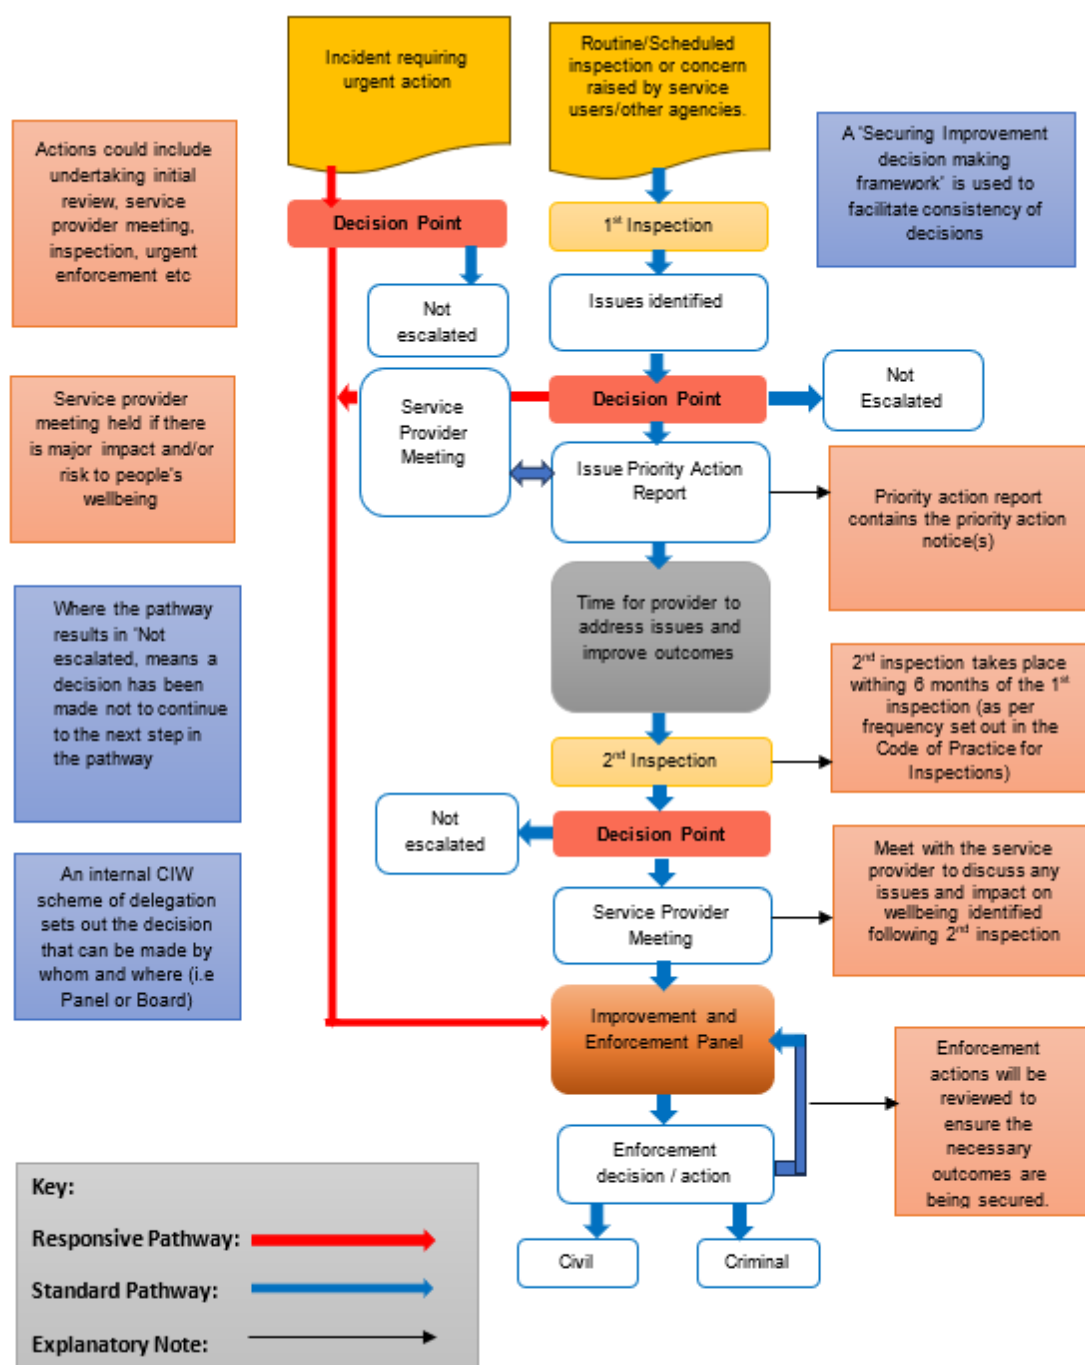 Incident requiring
urgent action
Routine/Scheduled
inspection or concern
raised by service
users/other agencies.
Actions could include
undertaking initial
review, service
provider meeting,
inspection, urgent
enforcement etc
A "Securing Improvement
decision making
framework" is used to
facilitate consistency of
decisions
Decision Point
1st Inspection
Not
escalated
Issues identified
Service provider
meeting held if there
is major impact and/or
risk to people's
wellbeing
Service
Provider
Meeting
Decision Point
Not
Escalated
Issue Priority Action
Report
Priority action report
contains the priority action
notice(s)
Where the pathway
results in 'Not
escalated, means a
decision has been
made not to continue
to the next step in
the pathway
Time for provider to
address issues and
improve outcomes
2nd inspection takes place
withing 6 months of the 1st
inspection (as per
frequency set out in the
Code of Practice for
Inspections)
2nd Inspection
Not
escalated
Decision Point
An internal CIW
scheme of delegation
sets out the decision
that can be made by
whom and where (i.e
Panel or Board)
Service Provider
Meeting
Meet with the service
provider to discuss any
issues and impact on
wellbeing identified
following 2nd inspection
Improvement and
Enforcement Panel
Enforcement
actions will be
reviewed to
ensure the
necessary
outcomes are
being secured.
Enforcement
decision / action
Civil
Criminal
Key:
Responsive Pathway:
Standard Pathway:
Explanatory Note: